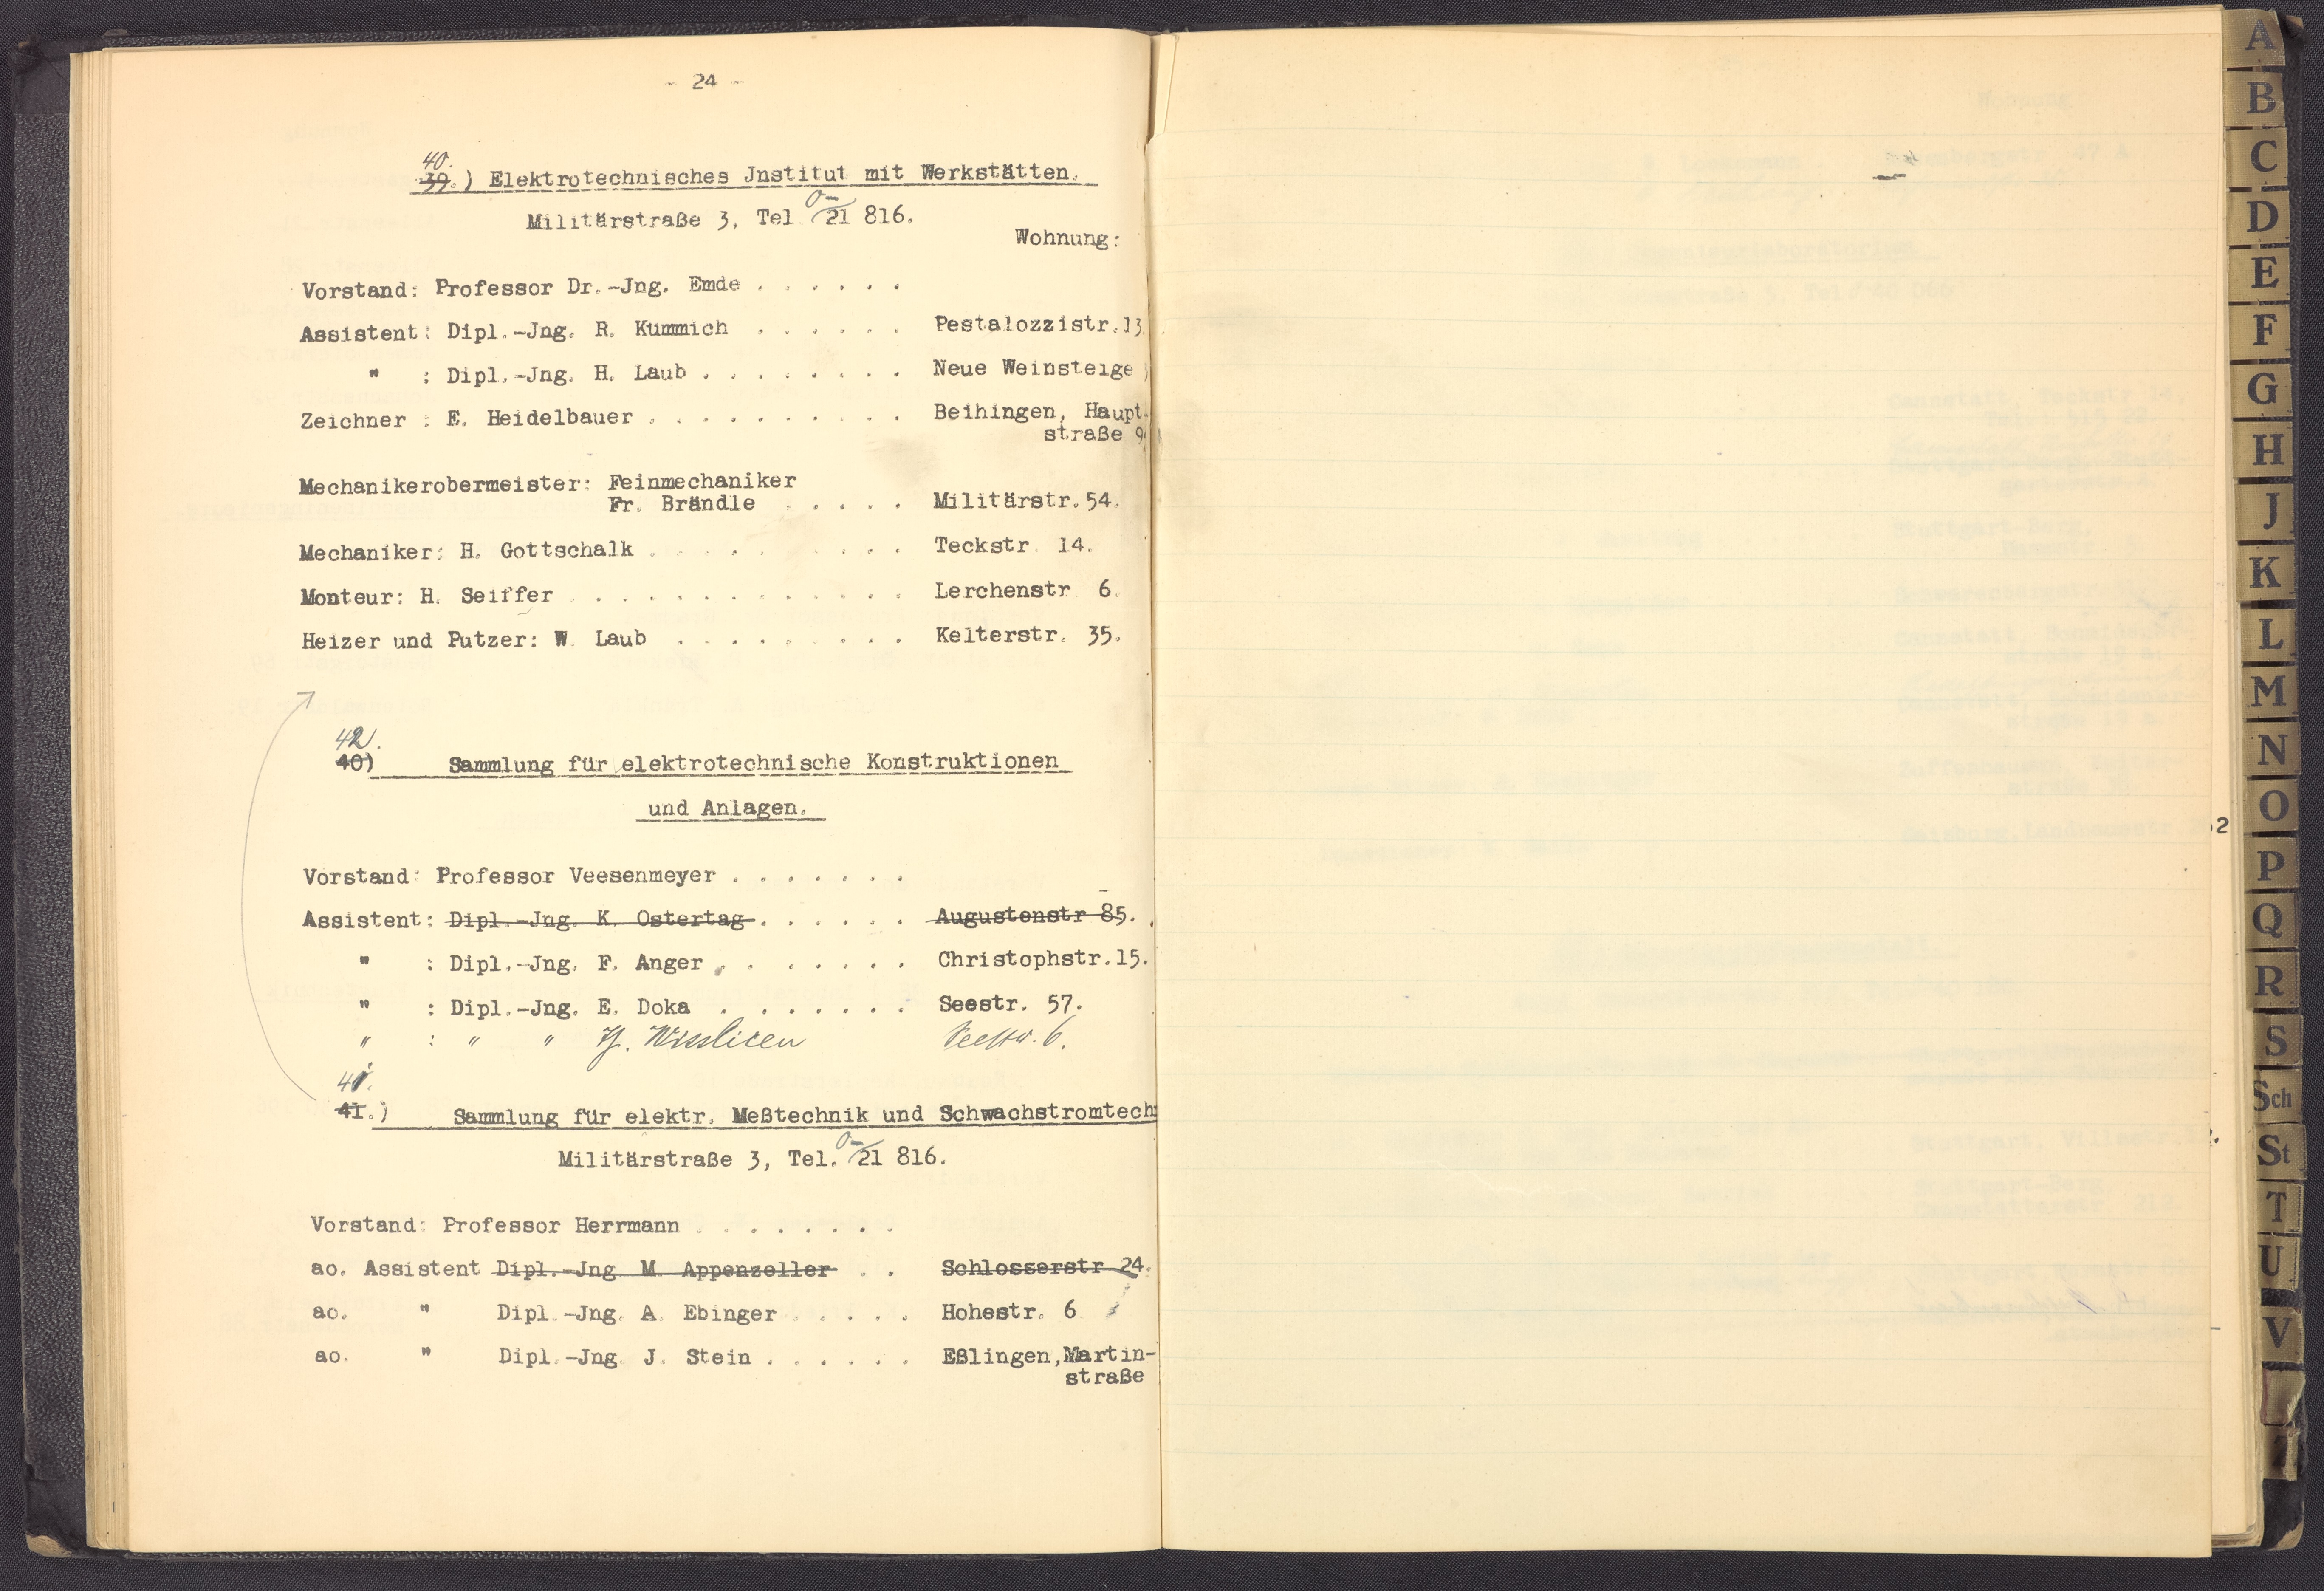 - 24 -
40.
39.) Elektrotechnisches Jnstitut mit Werkstätten.
Militärstraße 3, Tel 21 816.
Wohnung:
Vorstand: Professor Dr.-Jng. Emde . . . . . .
Assistent: Dipl.-Jng. R. Kümmich . . . . . . Pestalozzistr.13
" : Dipl.-Jng. H. Laub . . . . . . . . Neue Weinsteige
Zeichner : E. Heidelbauer . . . . . . . . . . Beihingen, Haupt-
straße 9
Mechanikerobermeister: Feinmechaniker
Fr. Brändle . . . . . Militärstr.54.
Mechaniker: H. Gottschalk . . . . . . . . . . Teckstr. 14.
Monteur: H. Seiffer . . . . . . . . . . . . . Lerchenstr 6.
Heizer und Putzer: W. Laub . . . . . . . . . Kelterstr. 35.
42.
40) Sammlung für elektrotechnische Konstruktionen
und Anlagen.
Vorstand: Professor Veesenmeyer . . . . . . .
Assistent: Dipl.-Jng. K. Ostertag . . . . . . Augustenstr 85.
" : Dipl.-Jng. F. Anger . . . . . . . Christophstr.15.
" : Dipl.-Jng. E. Doka . . . . . . . Seestr. 57.
" : " " Seestr. 6.
41.
41.) Sammlung für elektr. Meßtechnik und Schwachstromtech
Militärstraße 3, Tel. 21 816.
Vorstand: Professor Herrmann . . . . . . . .
ao. Assistent Dipl.-Jng M. Appenzeller . . Schlosserstr 24.
ao. " Dipl.-Jng. A. Ebinger . . . . . Hohestr. 6
ao. " Dipl.-Jng J. Stein . . . . . . Eßlingen,Martin-
straße
A
B
C
D
E
F
G
H
J
K
L
M
N
O
P
Q
R
S
Sch
St
T
U
V
2